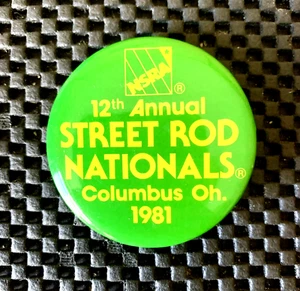 NSRA ®
12th Annual
STREET ROD
NATIONALS®
Columbus Oh.
1981